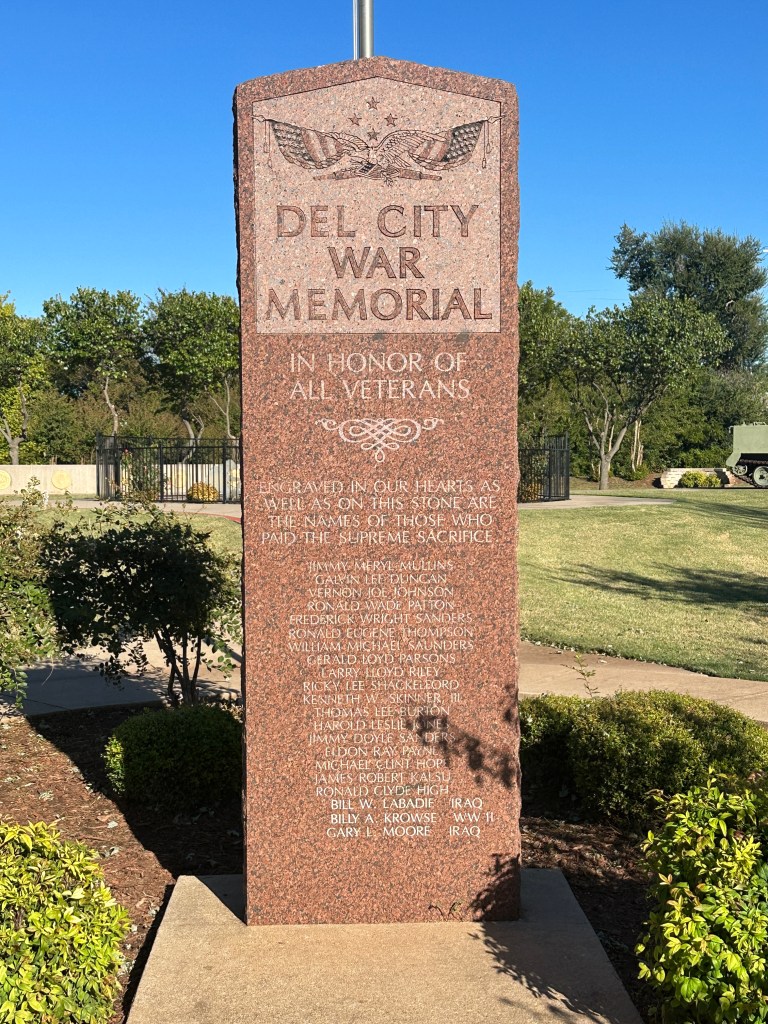 DEL CITY
WAR
MEMORIAL
IN HONOR OF
ALL VETERANS
ENGRAVED IN OUR HEARTS AS
WELL AS ON THIS STONE ARE
THE NAMES OF THOSE WHO
PAID THE SUPREME SACRIFICE
JIMMY MERYL MULLINS
GALVIN LEE DUNCAN
VERNON JOE JOHNSON
RONALD WADE PATTON
FREDERICK WRIGHT SANDERS
RONALD EUGENE THOMPSON
WILLIAM MICHAEL SAUNDERS
GERALD LOYD PARSONS
LARRY LLOYD RILEY
RICKY LEE SHACKELFORD
KENNETH W. SKINNER, III
THOMAS LEE BURTON
HAROLD LESLIE JONES
JIMMY DOYLE SANDERS
ELDON RAY PAYNE
MICHAEL CLINT HOPE
JAMES ROBERT KALSU
RONALD CLYDE HIGH
BILL W. LABADIE IRAQ
BILLY A. KROWSE WW II
GARY L. MOORE IRAQ